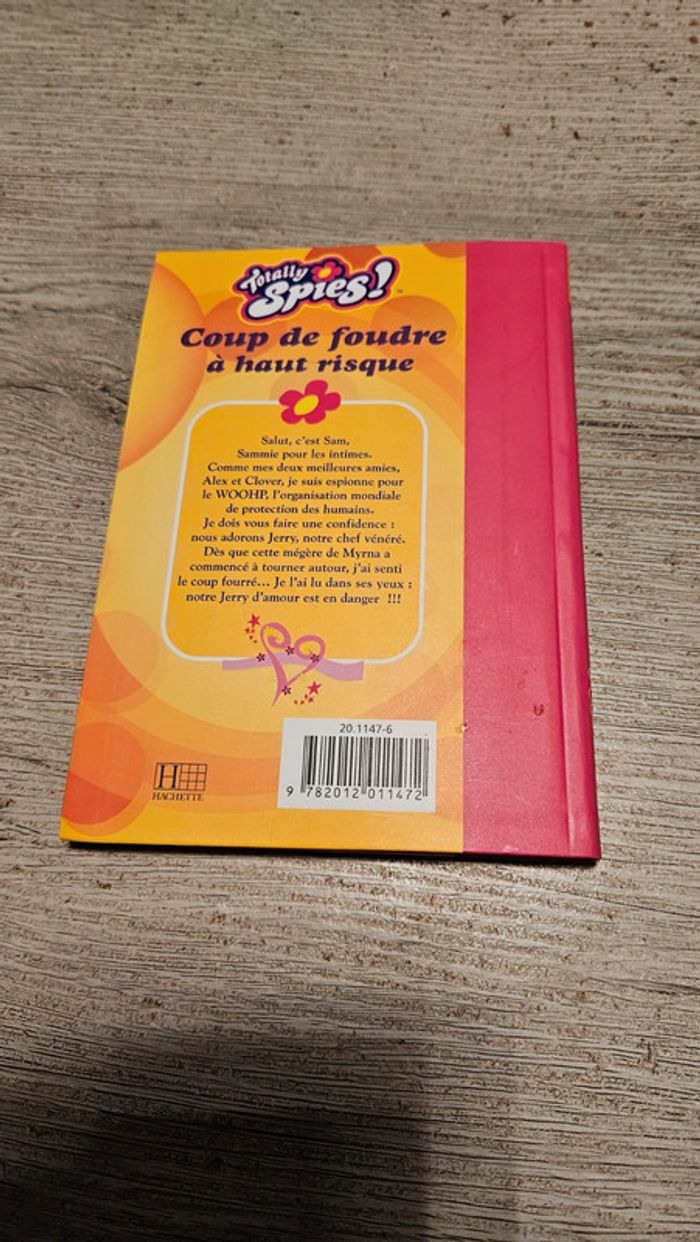 Totally
Spies!
Coup de foudre
à haut risque
Salut, c'est Sam,
Sammie pour les intimes.
Comme mes deux meilleures amies,
Alex et Clover, je suis espionne pour
le WOOHP, l'organisation mondiale
de protection des humains.
Je dois vous faire une confidence :
nous adorons Jerry, notre chef vénéré.
Dès que cette mégère de Myrna a
commencé à tourner autour, j'ai senti
le coup fourré... Je l'ai lu dans ses yeux :
notre Jerry d'amour est en danger !!!
20.1147-6
9 782012 011472
H
HACHETTE